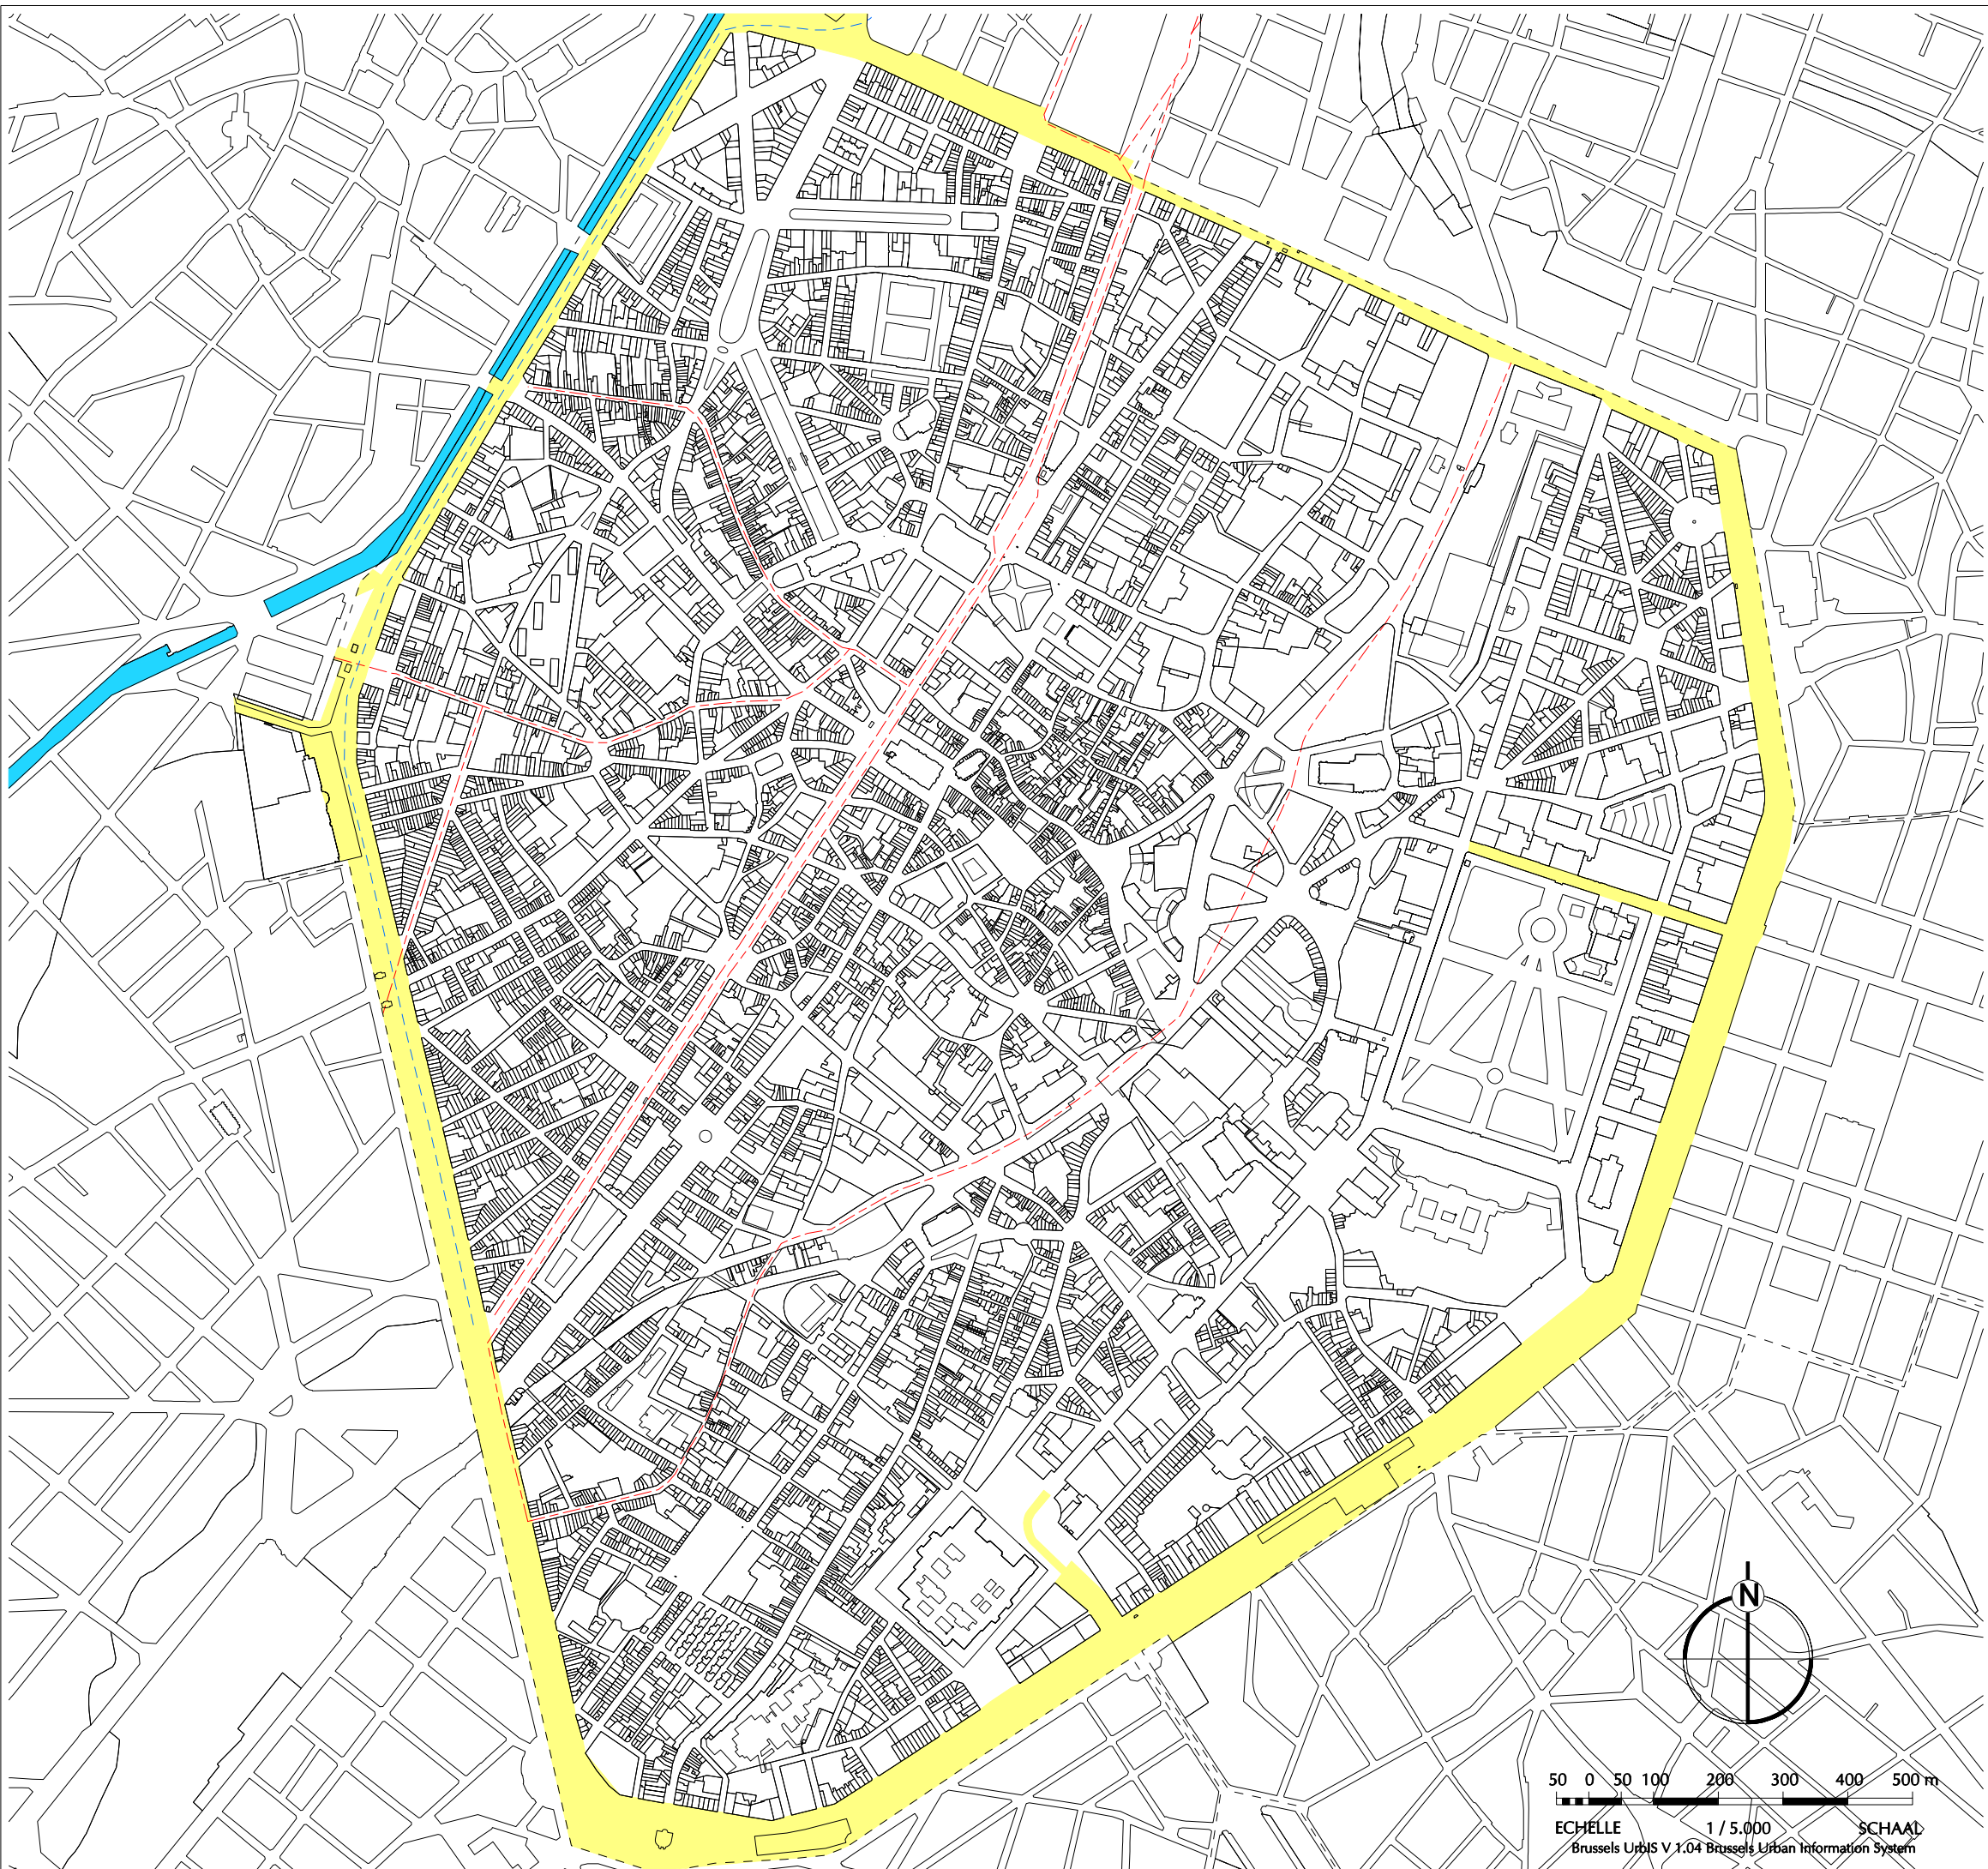 N
50 0 50 100 200 300 400 500 m
ECHELLE 1 / 5.000 SCHAAL
Brussels UrbIS V 1.04 Brussels Urban Information System